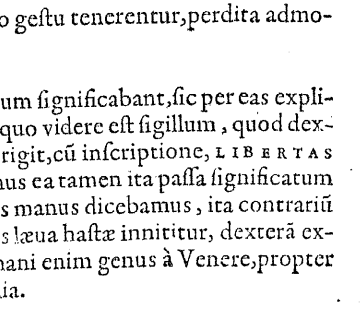 o geſtu tenerentur,perdita admo-
um ſignificabant,ſic per eas expli-
quo videre eſt ſigillum , quod dex-
rigit,cū inſcriptione, LIBERTAS
nus ea tamen ita paſſa ſignificatum
s manus dicebamus , ita contrariū
s læua haſtæ innititur, dexterā ex-
nani enim genus à Venere,propter
ia.